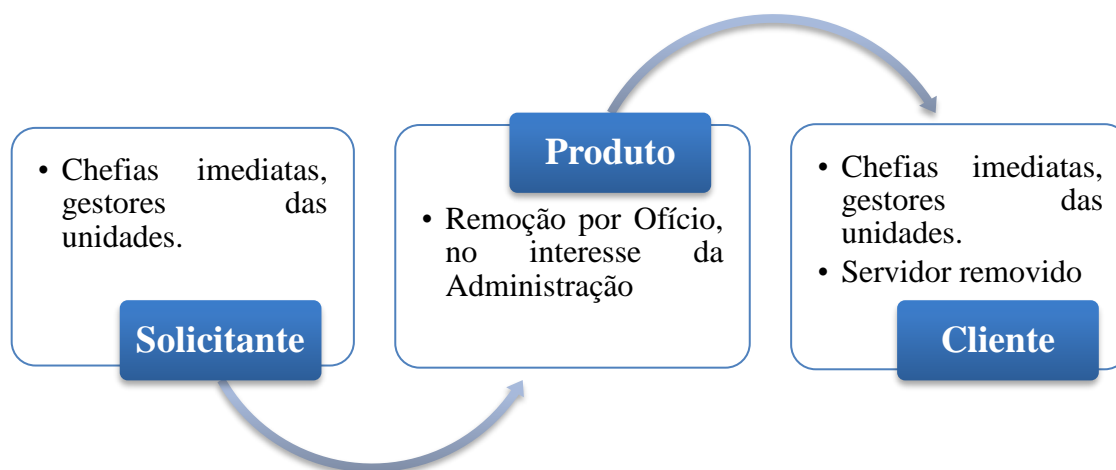 • Chefias imediatas,
gestores das
unidades.
Solicitante
Produto
• Remoção por Ofício,
no interesse da
Administração
• Chefias imediatas,
gestores das
unidades.
• Servidor removido
Cliente